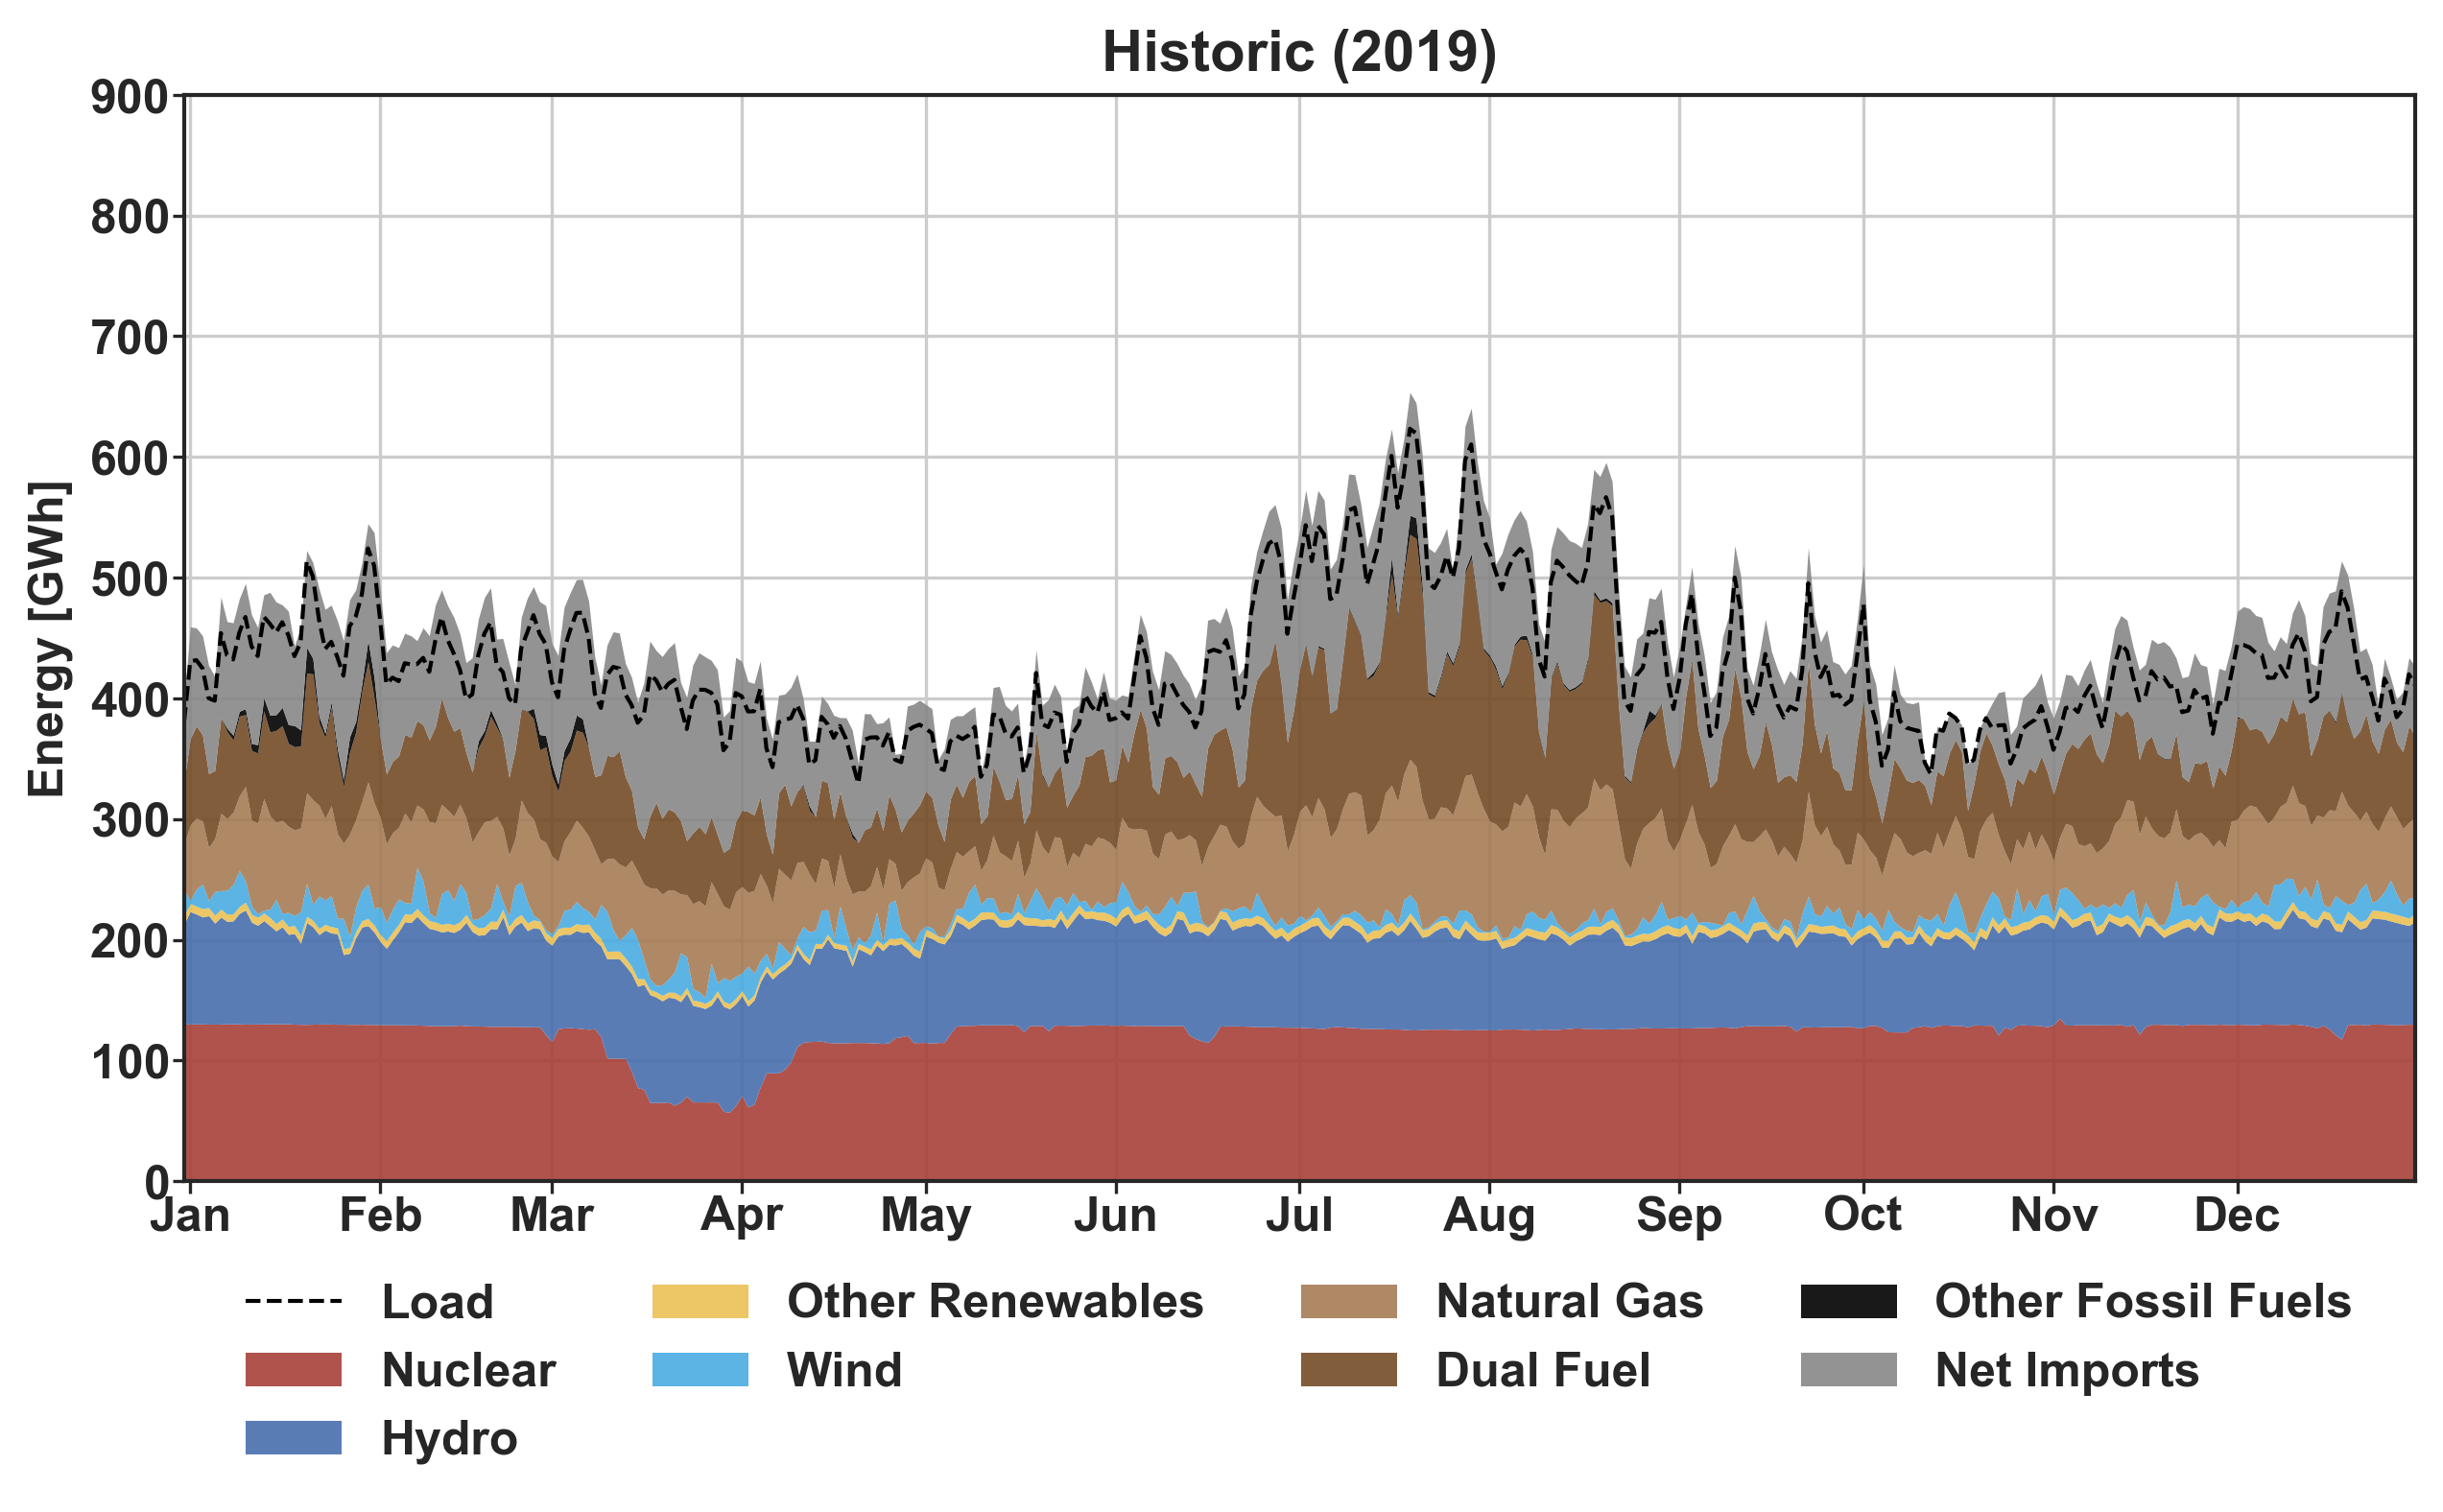 Historic (2019)
Energy [GWh]
900
800
700
600
500
400
300
200
100
0
Jan Feb Mar Apr May Jun Jul Aug Sep Oct Nov Dec
Load Other Renewables Natural Gas Other Fossil Fuels
Nuclear Wind Dual Fuel Net Imports
Hydro